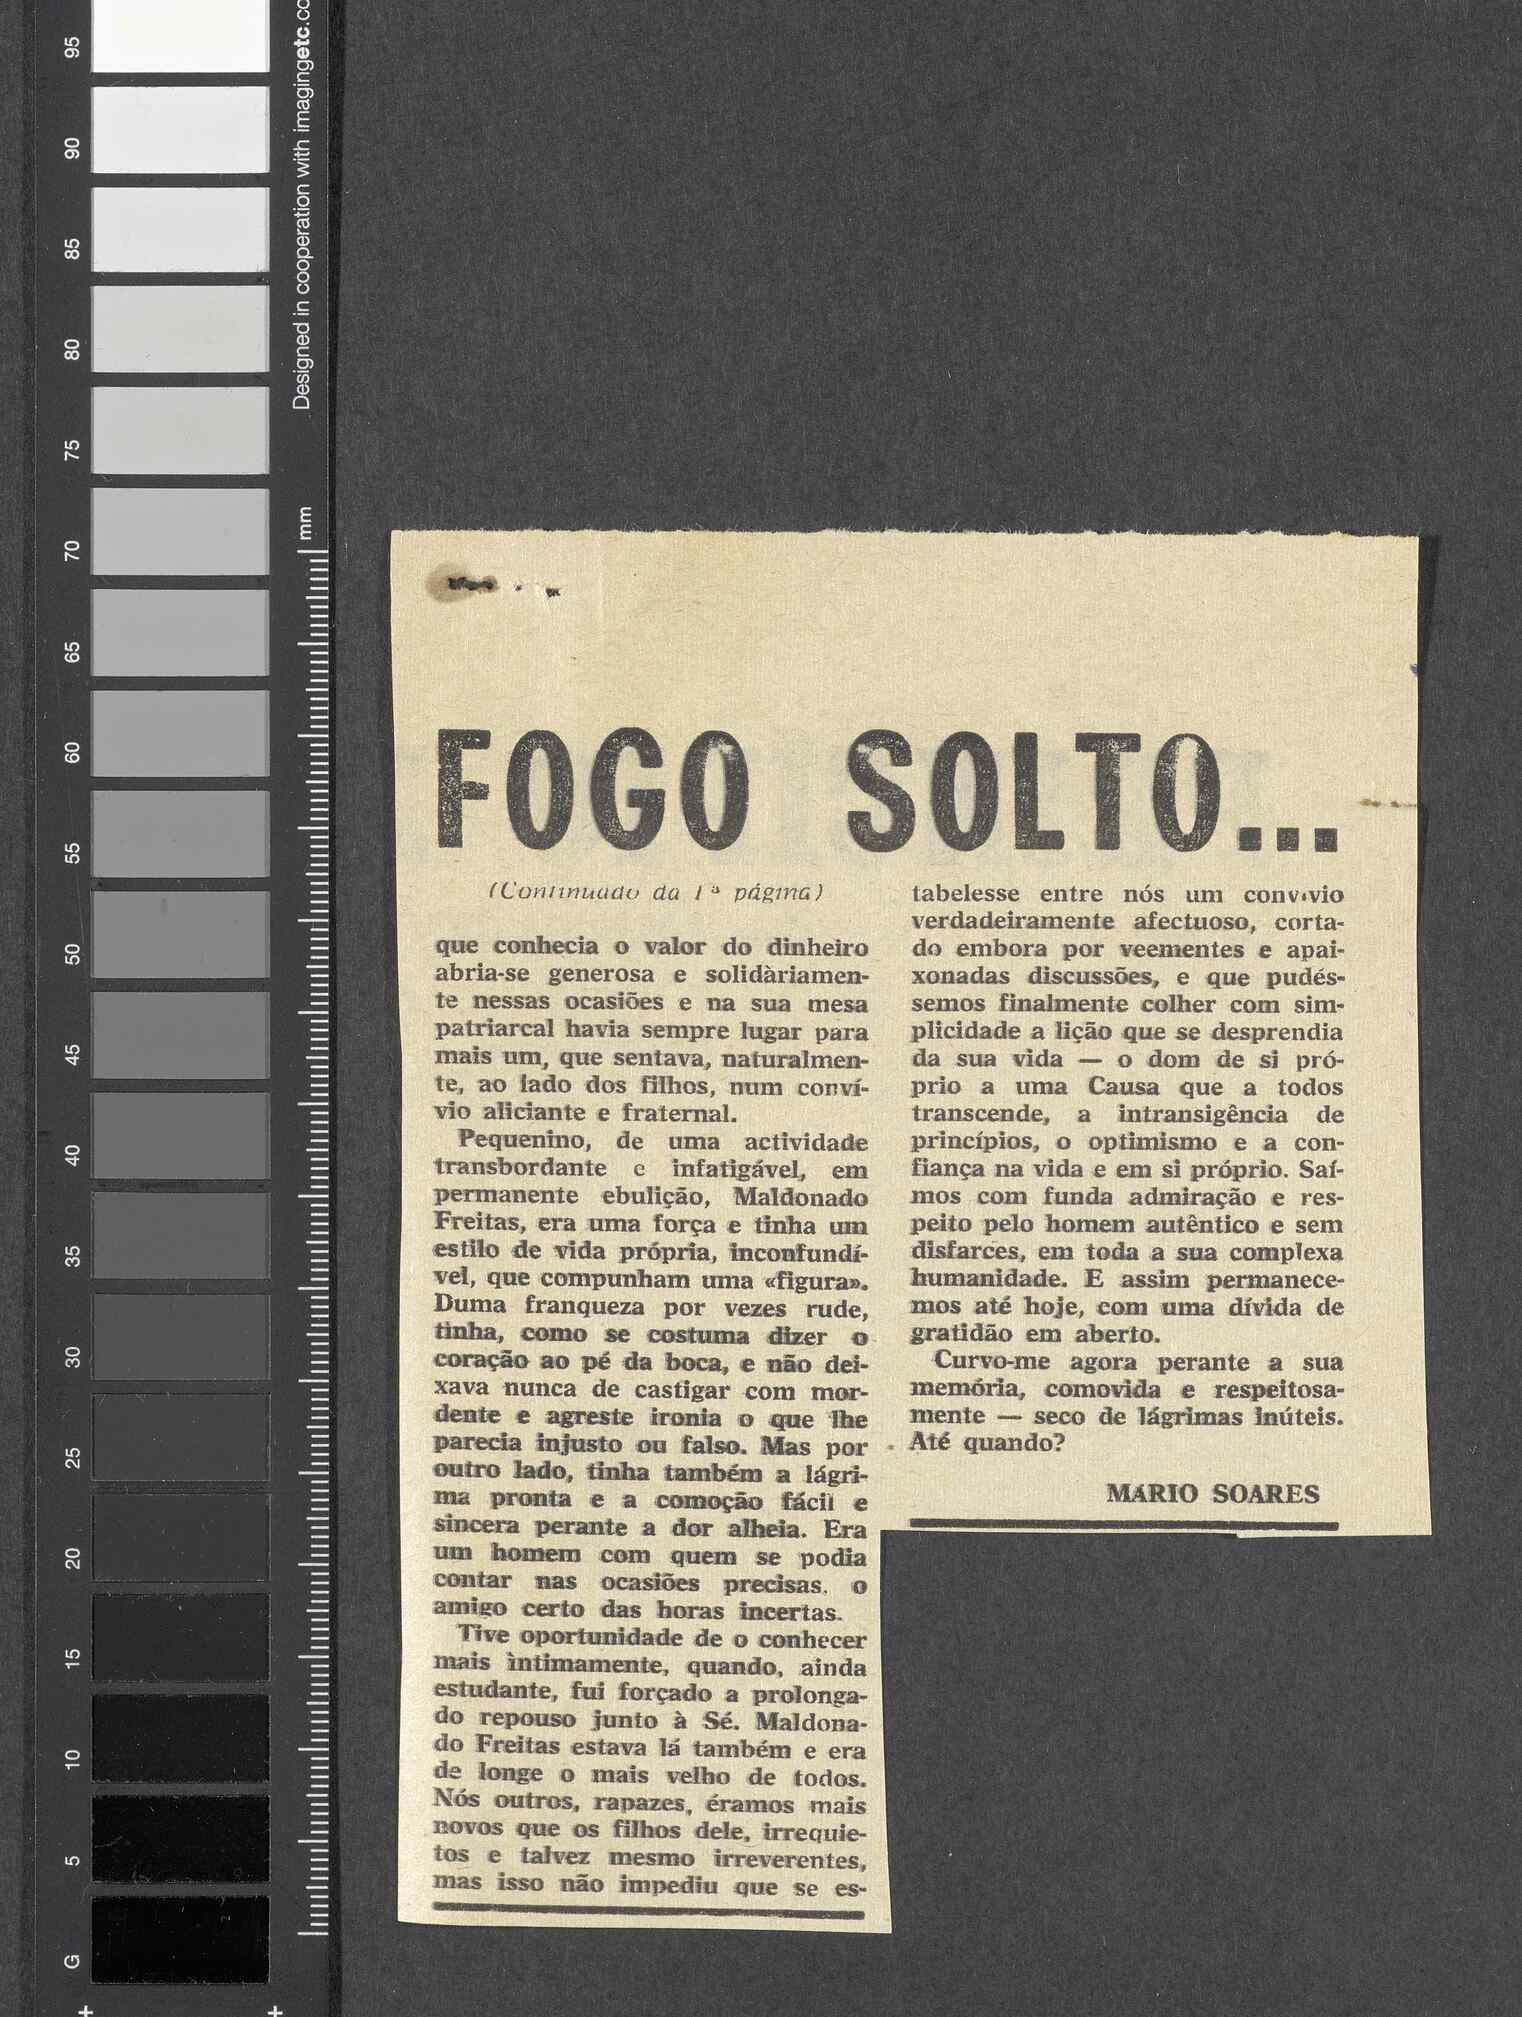 95
90
85
80
75
70
65
60
55
50
45
40
35
30
25
20
15
10
5
G
Designed in cooperation with imagingetc.co
mm
FOGO SOLTO...
(Continuado da 1ª página)
que conhecia o valor do dinheiro
abria-se generosa e solidàriamen-
te nessas ocasiões e na sua mesa
patriarcal havia sempre lugar para
mais um, que sentava, naturalmen-
te, ao lado dos filhos, num conví-
vio aliciante e fraternal.
Pequenino, de uma actividade
transbordante e infatigável, em
permanente ebulição, Maldonado
Freitas, era uma força e tinha um
estilo de vida própria, inconfundí-
vel, que compunham uma «figura».
Duma franqueza por vezes rude,
tinha, como se costuma dizer o
coração ao pé da boca, e não dei-
xava nunca de castigar com mor-
dente e agreste ironia o que lhe
parecia injusto ou falso. Mas por
outro lado, tinha também a lágri-
ma pronta e a comoção fácil e
sincera perante a dor alheia. Era
um homem com quem se podia
contar nas ocasiões precisas, o
amigo certo das horas incertas.
Tive oportunidade de o conhecer
mais ìntimamente, quando, ainda
estudante, fui forçado a prolonga-
do repouso junto à Sé. Maldona-
do Freitas estava lá também e era
de longe o mais velho de todos.
Nós outros, rapazes, éramos mais
novos que os filhos dele, irrequie-
tos e talvez mesmo irreverentes,
mas isso não impediu que se es-
tabelesse entre nós um convivio
verdadeiramente afectuoso, corta-
do embora por veementes e apai-
xonadas discussões, e que pudés-
semos finalmente colher com sim-
plicidade a lição que se desprendia
da sua vida — o dom de si pró-
prio a uma Causa que a todos
transcende, a intransigência de
princípios, o optimismo e a con-
fiança na vida e em si próprio. Saí-
mos com funda admiração e res-
peito pelo homem autêntico e sem
disfarces, em toda a sua complexa
humanidade. E assim permanece-
mos até hoje, com uma dívida de
gratidão em aberto.
Curvo-me agora perante a sua
memória, comovida e respeitosa-
mente — seco de lágrimas inúteis.
Até quando?
MÁRIO SOARES